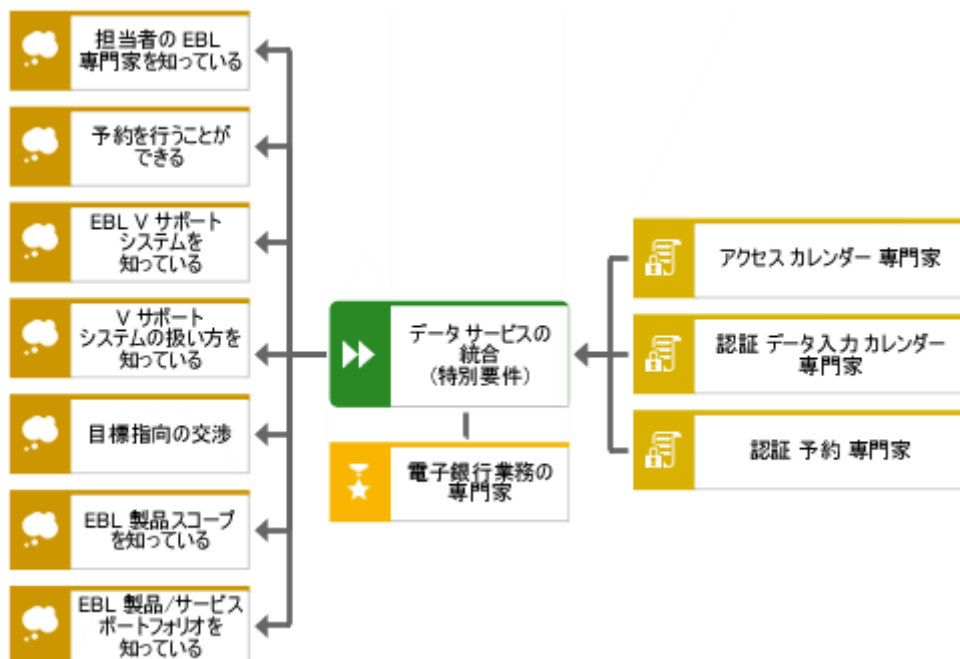 担当者の EBL
専門家を知っている
予約を行うことが
できる
EBL V サポート
システムを
知っている
V サポート
システムの扱い方を
知っている
目標指向の交渉
EBL 製品スコープ
を知っている
EBL 製品/サービス
ポートフォリオを
知っている
データ サービスの
統合
(特別要件)
電子銀行業務の
専門家
アクセス カレンダー 専門家
認証 データ入力 カレンダー
専門家
認証 予約 専門家